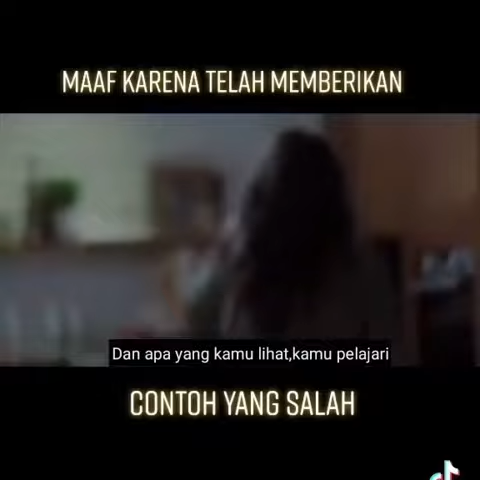 MAAF KARENA TELAH MEMBERIKAN
Dan apa yang kamu lihat,kamu pelajari
CONTOH YANG SALAH